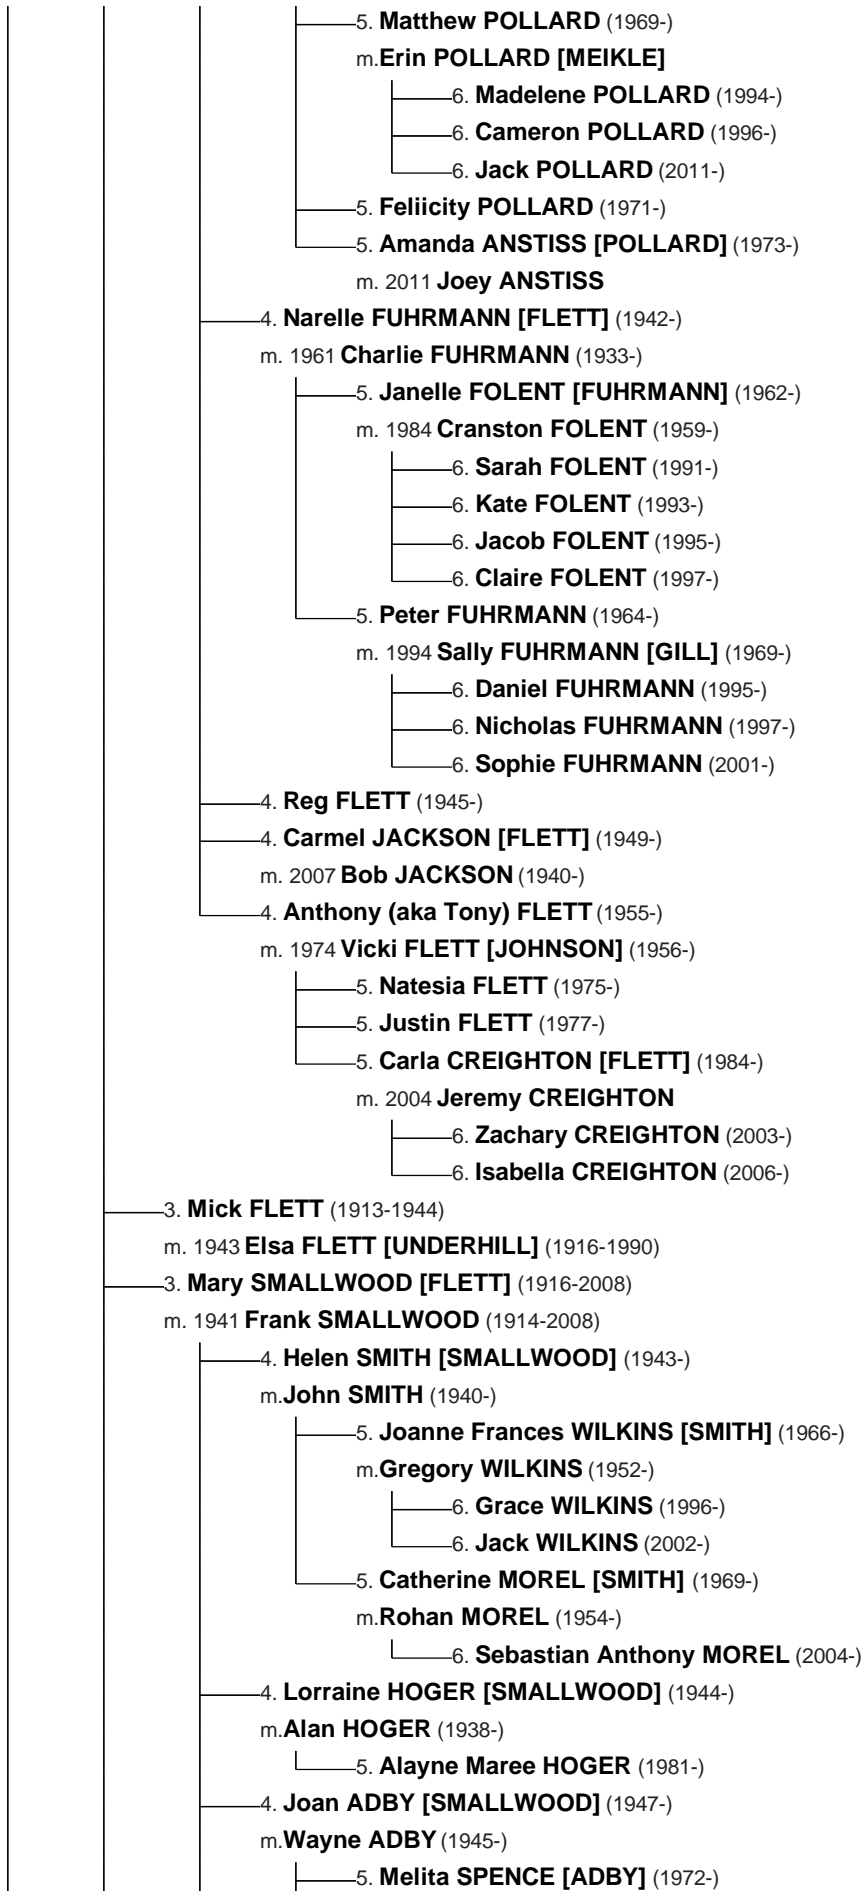 5. Matthew POLLARD (1969-)
m.Erin POLLARD [MEIKLE]
6. Madelene POLLARD (1994-)
6. Cameron POLLARD (1996-)
6. Jack POLLARD (2011-)
5. Feliicity POLLARD (1971-)
5. Amanda ANSTISS [POLLARD] (1973-)
m. 2011 Joey ANSTISS
4. Narelle FUHRMANN [FLETT] (1942-)
m. 1961 Charlie FUHRMANN (1933-)
5. Janelle FOLENT [FUHRMANN] (1962-)
m. 1984 Cranston FOLENT (1959-)
6. Sarah FOLENT (1991-)
6. Kate FOLENT (1993-)
6. Jacob FOLENT (1995-)
6. Claire FOLENT (1997-)
5. Peter FUHRMANN (1964-)
m. 1994 Sally FUHRMANN [GILL] (1969-)
6. Daniel FUHRMANN (1995-)
6. Nicholas FUHRMANN (1997-)
6. Sophie FUHRMANN (2001-)
4. Reg FLETT (1945-)
4. Carmel JACKSON [FLETT] (1949-)
m. 2007 Bob JACKSON (1940-)
4. Anthony (aka Tony) FLETT (1955-)
m. 1974 Vicki FLETT [JOHNSON] (1956-)
5. Natesia FLETT (1975-)
5. Justin FLETT (1977-)
5. Carla CREIGHTON [FLETT] (1984-)
m. 2004 Jeremy CREIGHTON
6. Zachary CREIGHTON (2003-)
6. Isabella CREIGHTON (2006-)
3. Mick FLETT (1913-1944)
m. 1943 Elsa FLETT [UNDERHILL] (1916-1990)
3. Mary SMALLWOOD [FLETT] (1916-2008)
m. 1941 Frank SMALLWOOD (1914-2008)
4. Helen SMITH [SMALLWOOD] (1943-)
m.John SMITH (1940-)
5. Joanne Frances WILKINS [SMITH] (1966-)
m.Gregory WILKINS (1952-)
6. Grace WILKINS (1996-)
6. Jack WILKINS (2002-)
5. Catherine MOREL [SMITH] (1969-)
m.Rohan MOREL (1954-)
6. Sebastian Anthony MOREL (2004-)
4. Lorraine HOGER [SMALLWOOD] (1944-)
m.Alan HOGER (1938-)
5. Alayne Maree HOGER (1981-)
4. Joan ADBY [SMALLWOOD] (1947-)
m.Wayne ADBY (1945-)
5. Melita SPENCE [ADBY] (1972-)